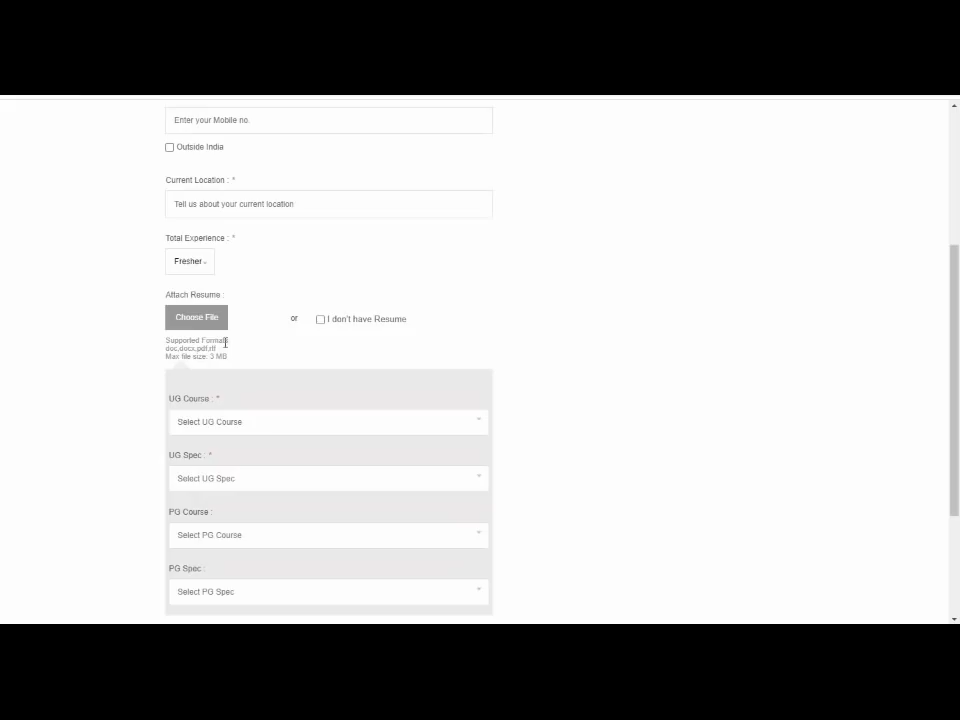 Enter your Mobile no.
Outside India
Current Location : *
Tell us about your current location
Total Experience : *
Fresher
Attach Resume :
Choose File
or
I don't have Resume
Supported Formats
doc,docx,pdf,rtf
Max file size: 3 MB
UG Course : *
Select UG Course
UG Spec : *
Select UG Spec
PG Course :
Select PG Course
PG Spec :
Select PG Spec